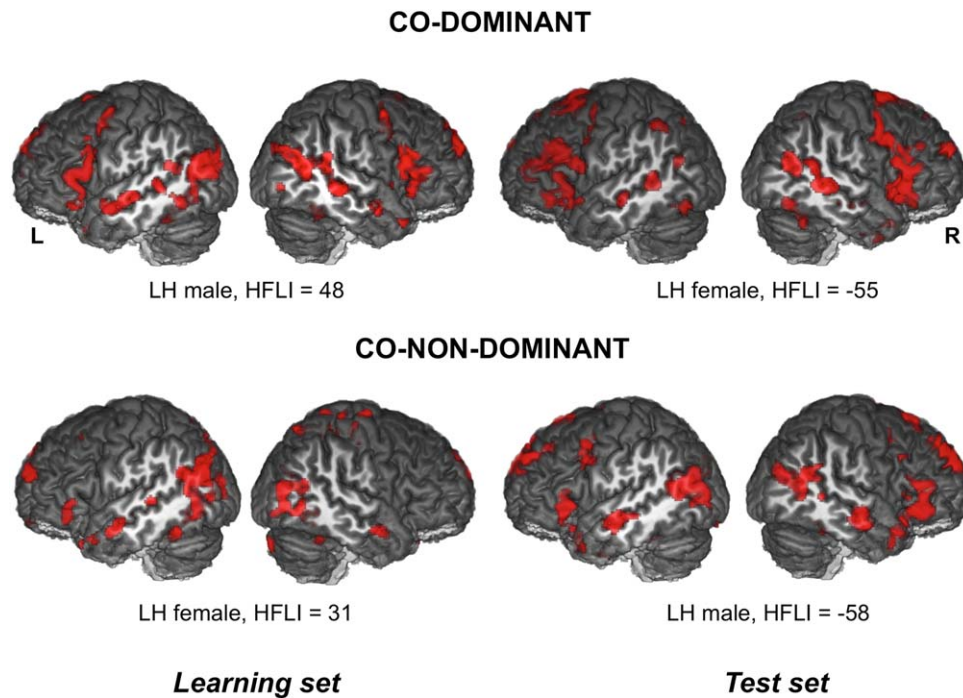 CO-DOMINANT
L
R
LH male, HFLI = 48
LH female, HFLI = -55
CO-NON-DOMINANT
LH female, HFLI = 31
LH male, HFLI = -58
Learning set
Test set